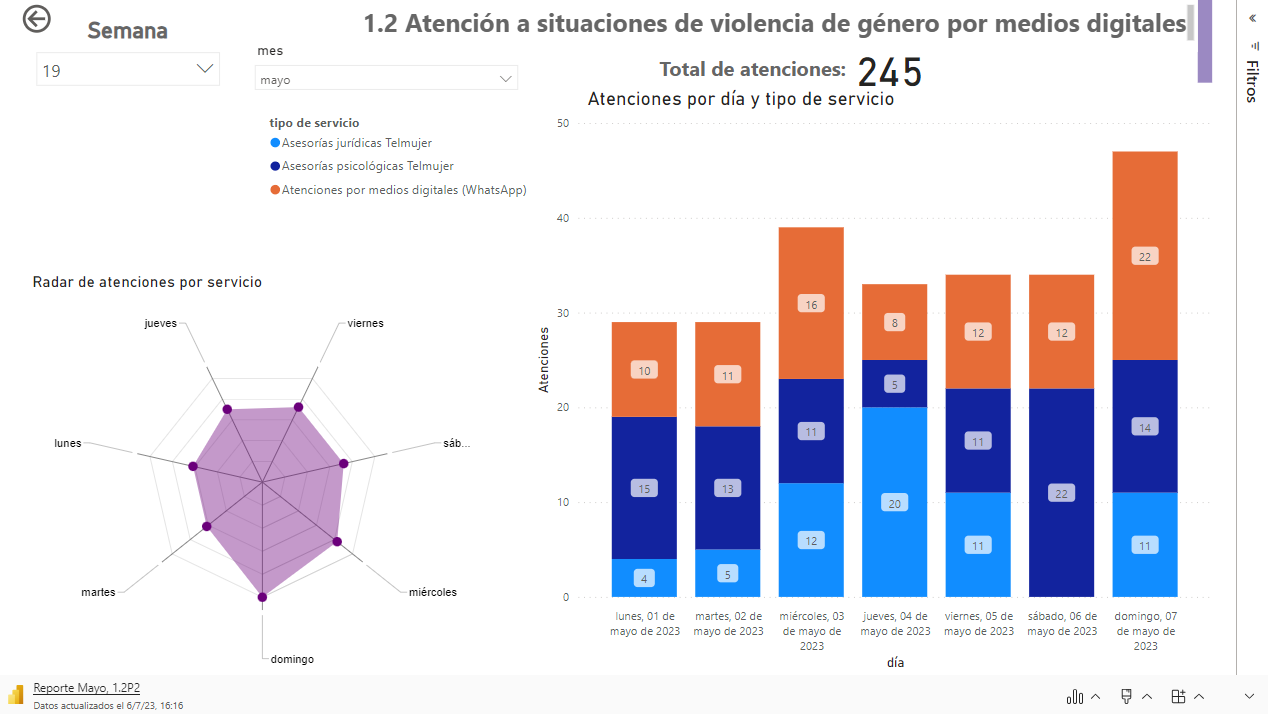 Semana
1.2 Atención a situaciones de violencia de género por medios digitales
19
mes
mayo
Total de atenciones: 245
Filtros
tipo de servicio
Asesorías jurídicas Telmujer
Asesorías psicológicas Telmujer
Atenciones por medios digitales (WhatsApp)
Radar de atenciones por servicio
jueves
viernes
lunes
sáb...
martes
miércoles
domingo
Atenciones por día y tipo de servicio
Atenciones
50
40
30
20
10
0
10
15
4
11
13
5
16
11
12
8
5
20
12
11
11
12
22
22
14
11
lunes, 01 de
mayo de 2023
martes, 02 de
mayo de 2023
miércoles, 03
de mayo de
2023
jueves, 04 de
mayo de 2023
viernes, 05 de
mayo de 2023
sábado, 06 de
mayo de 2023
domingo, 07
de mayo de
2023
día
Reporte Mayo, 1.2P2
Datos actualizados el 6/7/23, 16:16